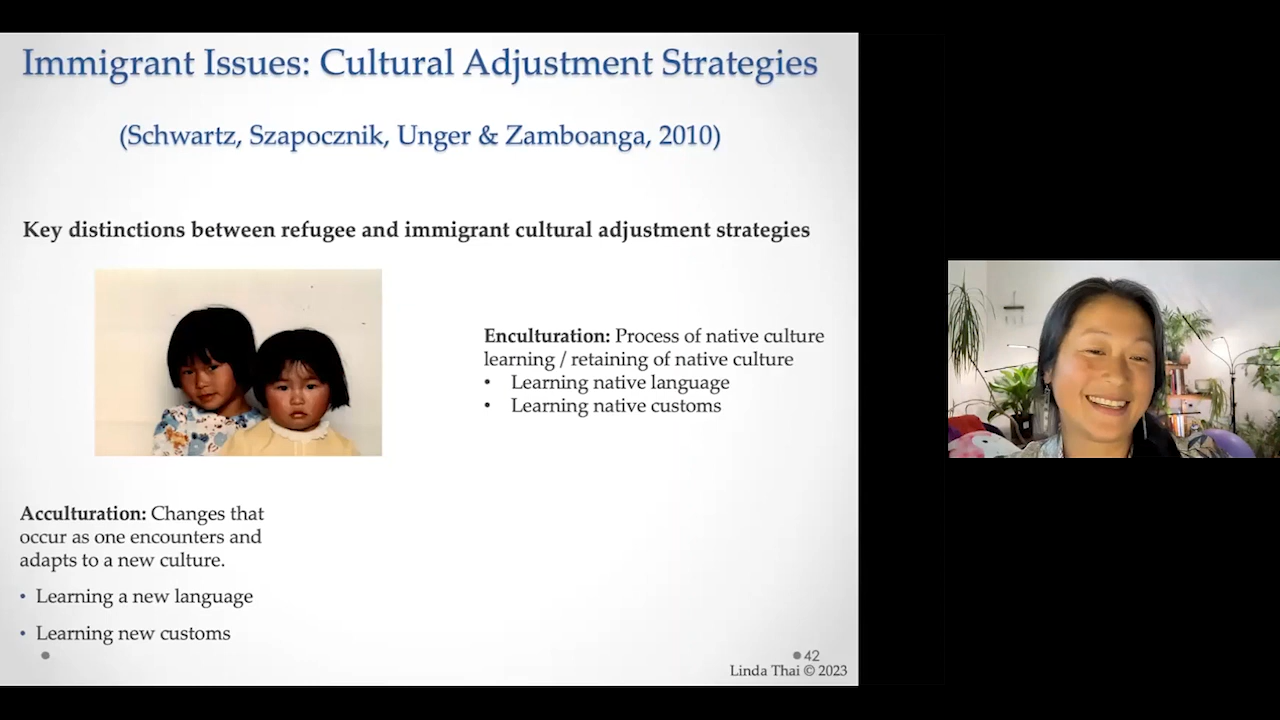 Immigrant Issues: Cultural Adjustment Strategies
(Schwartz, Szapocznik, Unger & Zamboanga, 2010)
Key distinctions between refugee and immigrant cultural adjustment strategies
Enculturation: Process of native culture
learning / retaining of native culture
• Learning native language
• Learning native customs
Acculturation: Changes that
occur as one encounters and
adapts to a new culture.
• Learning a new language
• Learning new customs
42
Linda Thai © 2023